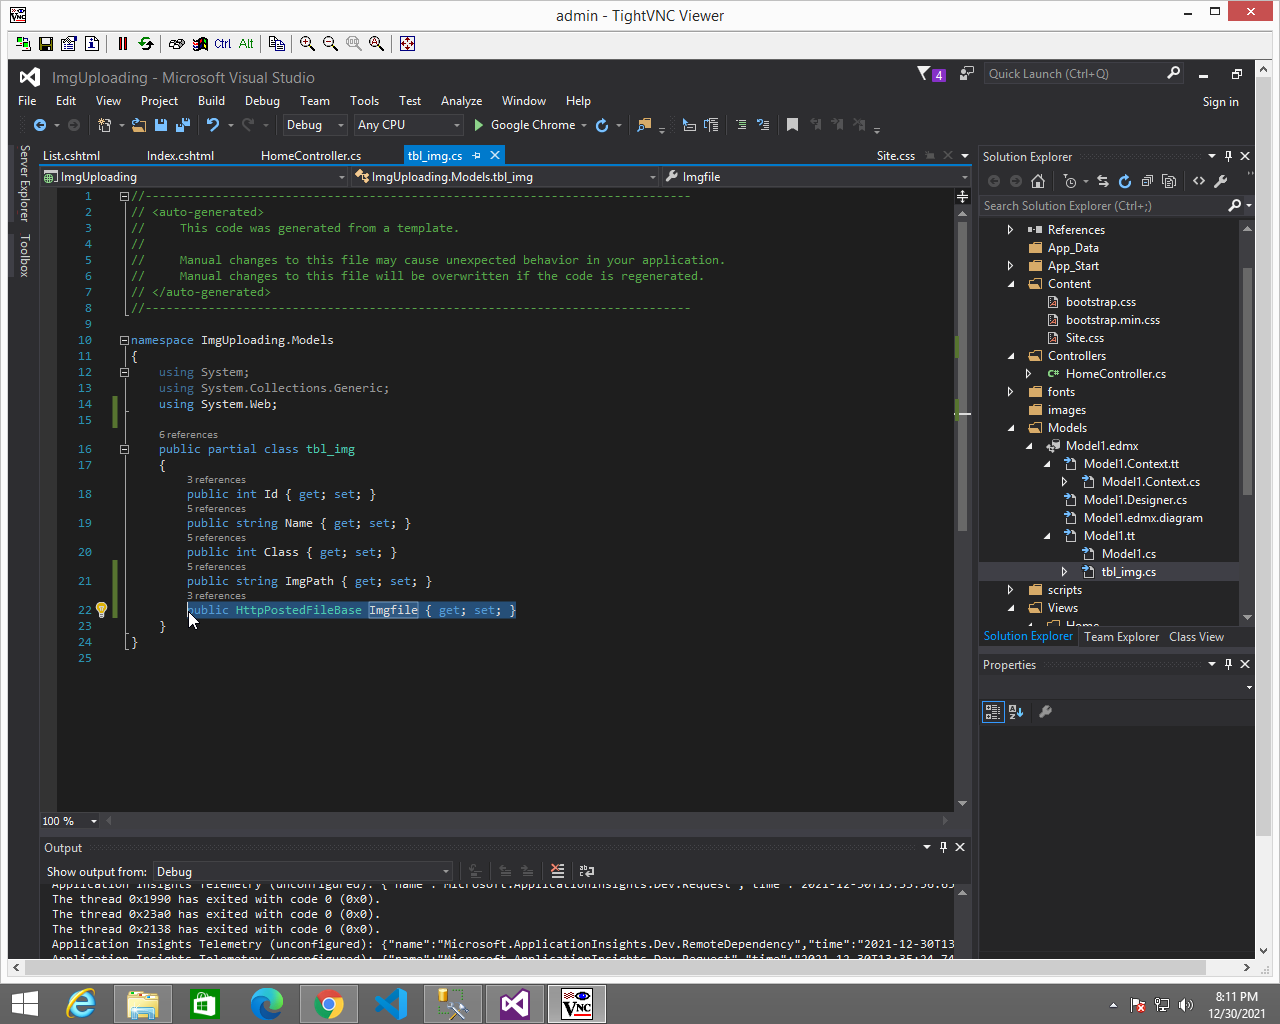 admin - TightVNC Viewer
Ctrl Alt
ImgUploading - Microsoft Visual Studio
4
Quick Launch (Ctrl+Q)
File Edit View Project Build Debug Team Tools Test Analyze Window Help
Sign in
Debug Any CPU Google Chrome
Server Explorer
Toolbox
List.cshtml Index.cshtml HomeController.cs tbl_img.cs Site.css
ImgUploading ImgUploading.Models.tbl_img Imgfile
1 //------------------------------------------------------------------------------
2 // <auto-generated>
3 //     This code was generated from a template.
4 //
5 //     Manual changes to this file may cause unexpected behavior in your application.
6 //     Manual changes to this file will be overwritten if the code is regenerated.
7 // </auto-generated>
8 //------------------------------------------------------------------------------
9
10 namespace ImgUploading.Models
11 {
12     using System;
13     using System.Collections.Generic;
14     using System.Web;
15
6 references
16     public partial class tbl_img
17     {
3 references
18         public int Id { get; set; }
5 references
19         public string Name { get; set; }
5 references
20         public int Class { get; set; }
5 references
21         public string ImgPath { get; set; }
3 references
22         public HttpPostedFileBase Imgfile { get; set; }
23     }
24 }
25
100 %
Solution Explorer
Search Solution Explorer (Ctrl+;)
References
App_Data
App_Start
Content
bootstrap.css
bootstrap.min.css
Site.css
Controllers
C# HomeController.cs
fonts
images
Models
Model1.edmx
Model1.Context.tt
Model1.Context.cs
Model1.Designer.cs
Model1.edmx.diagram
Model1.tt
Model1.cs
tbl_img.cs
scripts
Views
Home
Solution Explorer Team Explorer Class View
Properties
Output
Show output from: Debug
The thread 0x1990 has exited with code 0 (0x0).
The thread 0x23a0 has exited with code 0 (0x0).
The thread 0x2138 has exited with code 0 (0x0).
Application Insights Telemetry (unconfigured): {"name":"Microsoft.ApplicationInsights.Dev.RemoteDependency","time":"2021-12-30T13
8:11 PM
12/30/2021